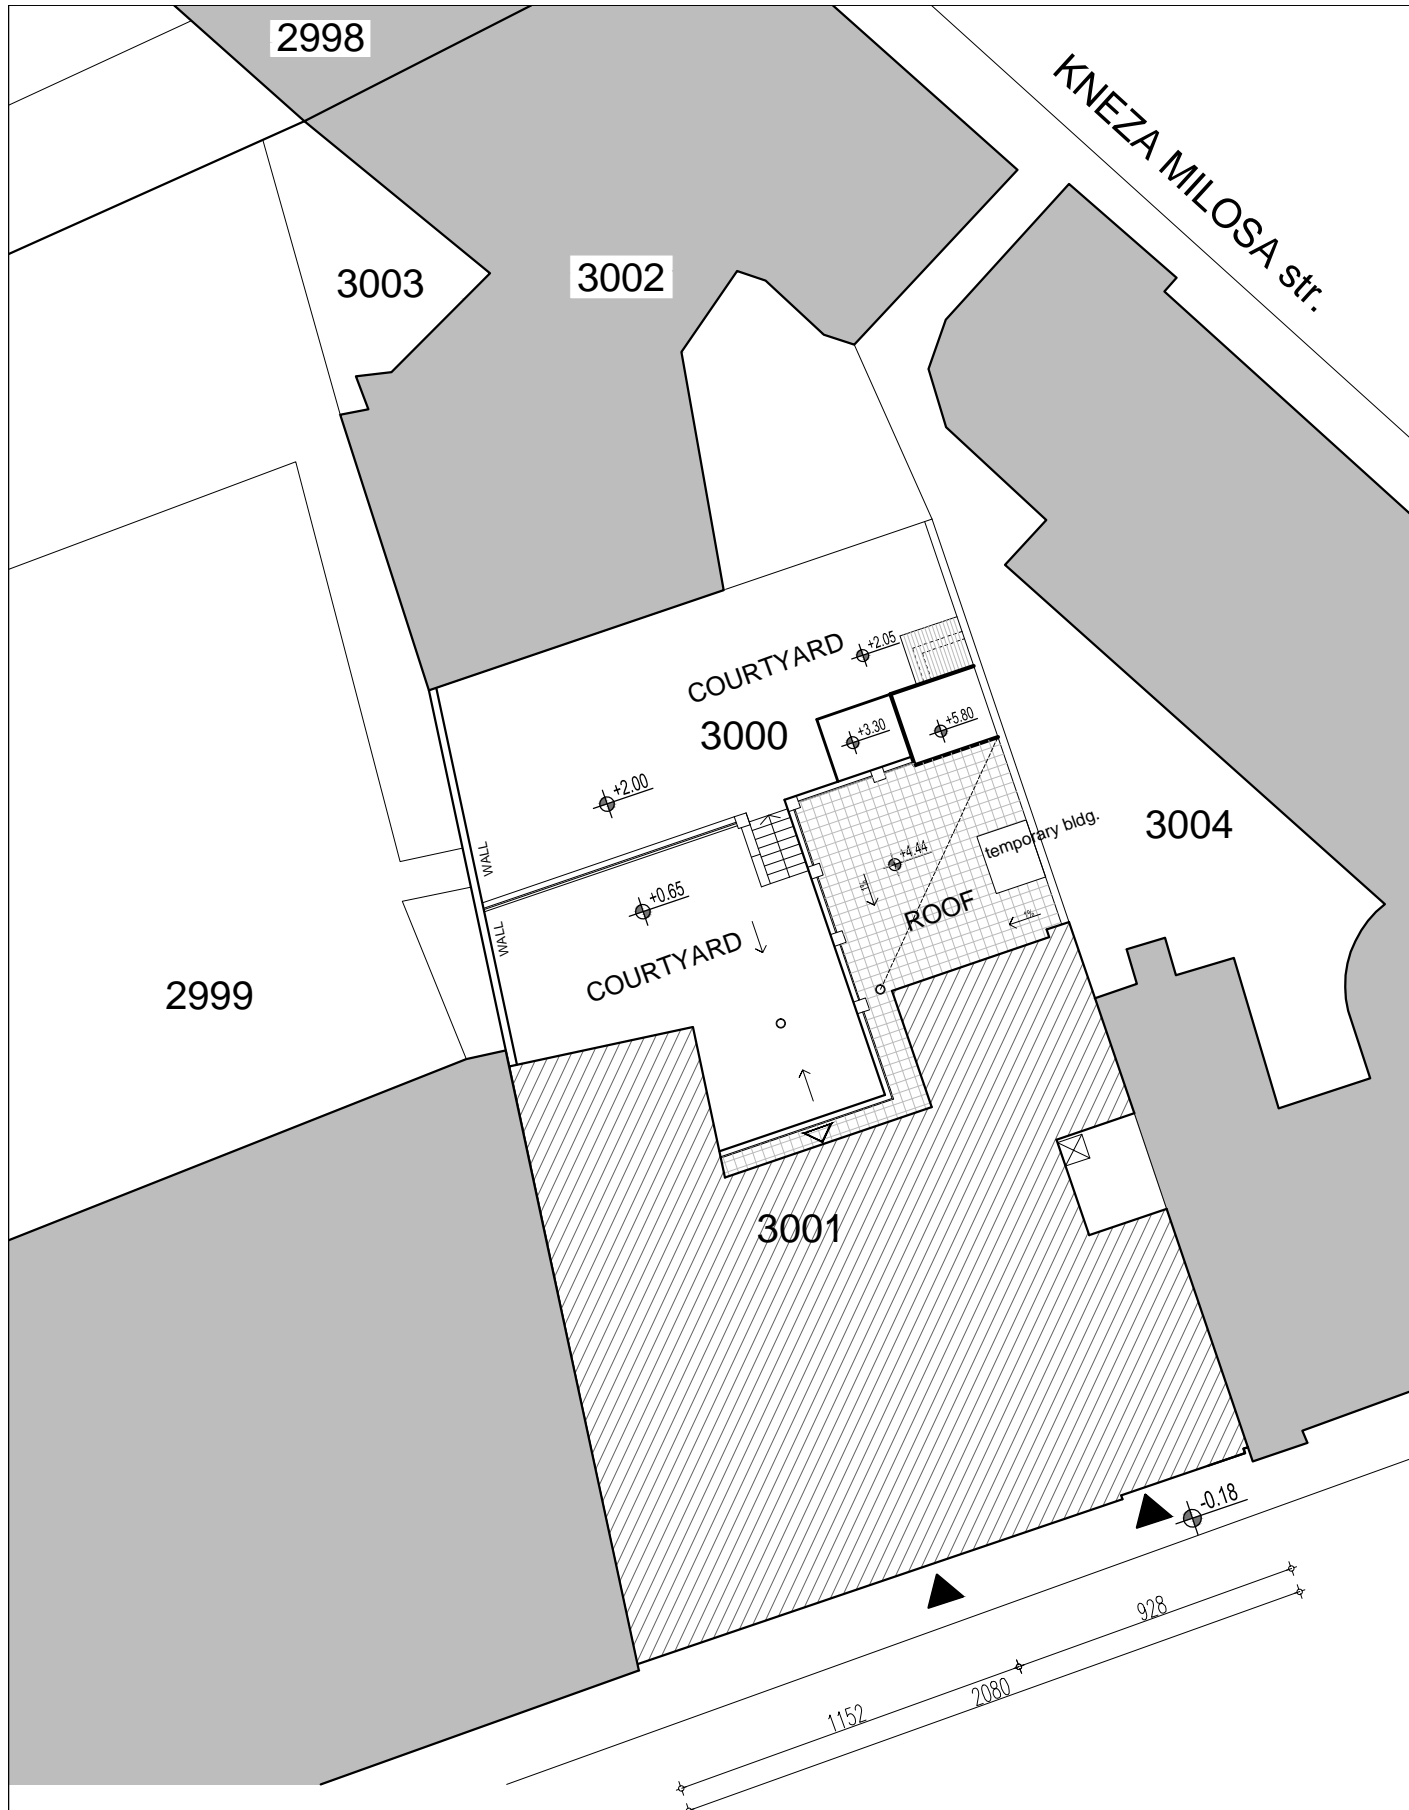 2998
KNEZA MILOSA str.
3003
3002
COURTYARD
+2.05
3000
+3.30
+5.80
+2.00
temporary bldg.
3004
WALL
+4.44
+0.65
1%
ROOF
1%
WALL
COURTYARD
2999
3001
-0.18
928
2080
1152